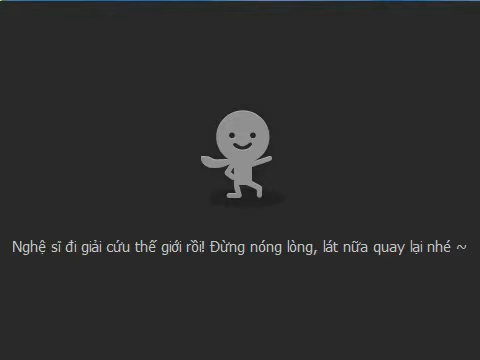 Nghệ sĩ đi giải cứu thế giới rồi! Đừng nóng lòng, lát nữa quay lại nhé ~